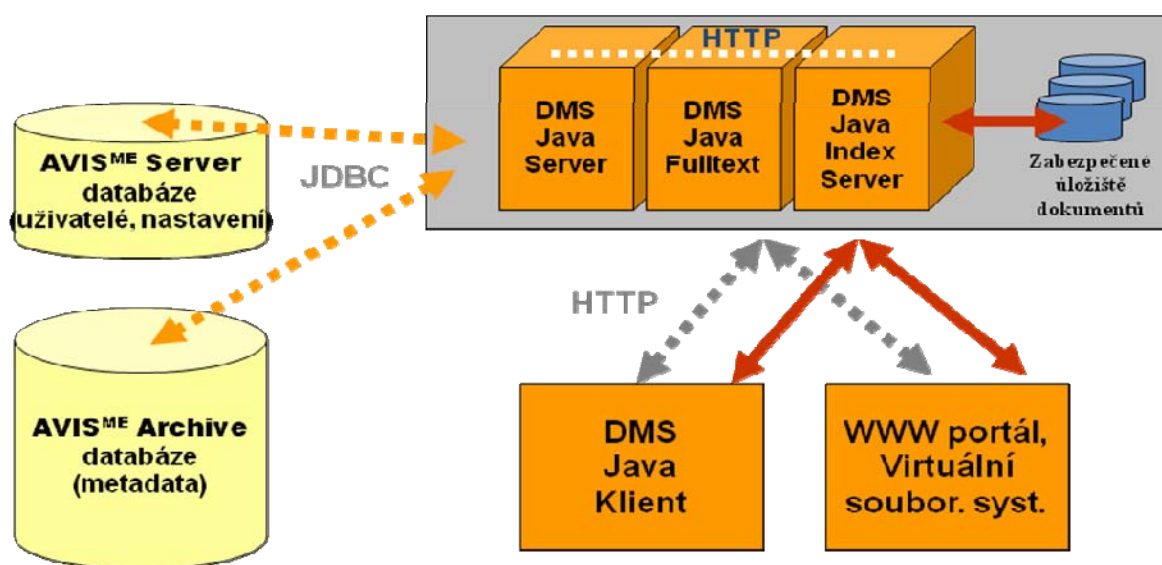 HTTP
DMS
Java
Server
DMS
Java
Fulltext
DMS
Java
Index
Server
Zabezpečené
úložiště
dokumentů
AVISME Server
databáze
(uživatelé, nastavení)
JDBC
AVISME Archive
databáze
(metadata)
HTTP
DMS
Java
Klient
WWW portál,
Virtuální
soubor. syst.